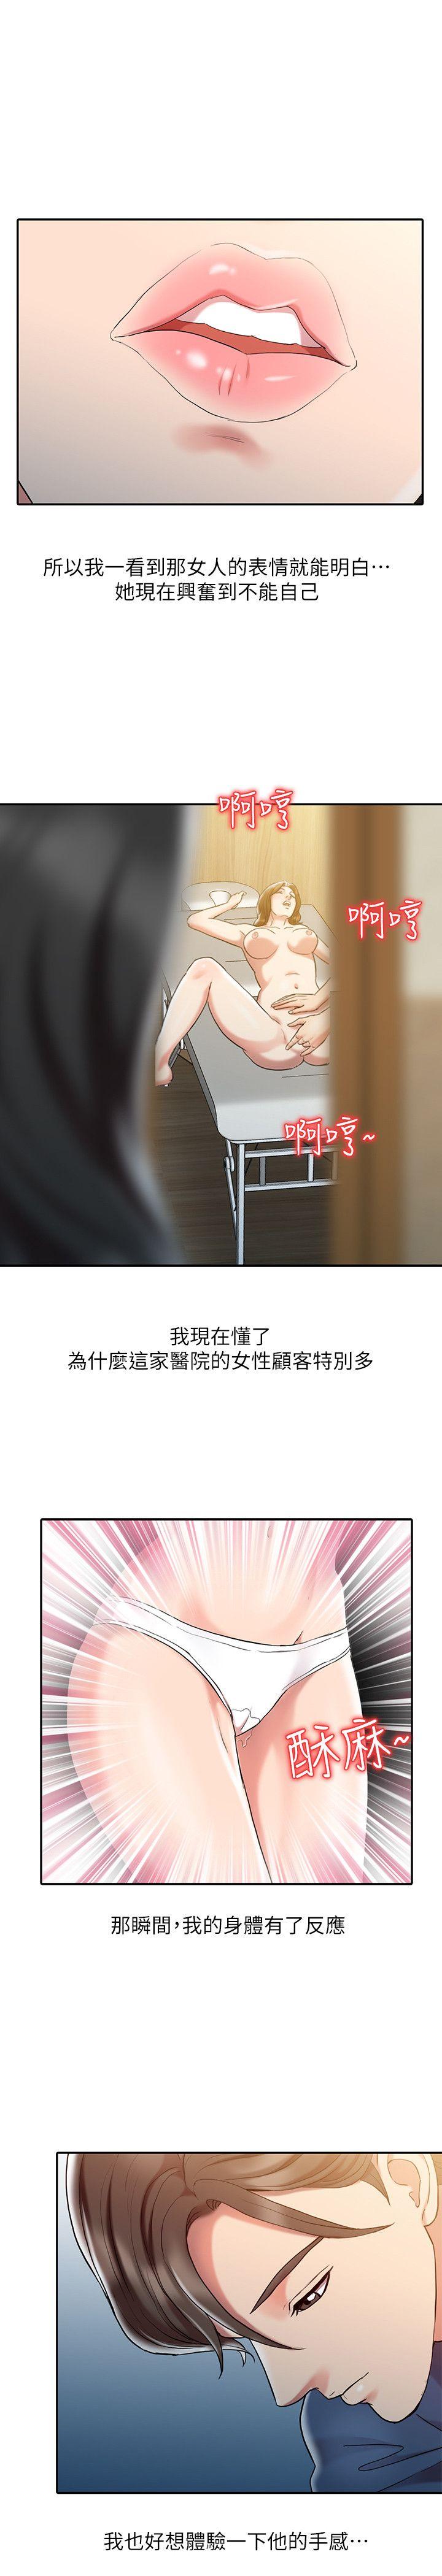 所以我一看到那女人的表情就能明白…
她現在興奮到不能自己
啊哼
啊哼
啊哼~
我現在懂了
為什麼這家醫院的女性顧客特別多
酥麻~
那瞬間，我的身體有了反應
我也好想體驗一下他的手感…